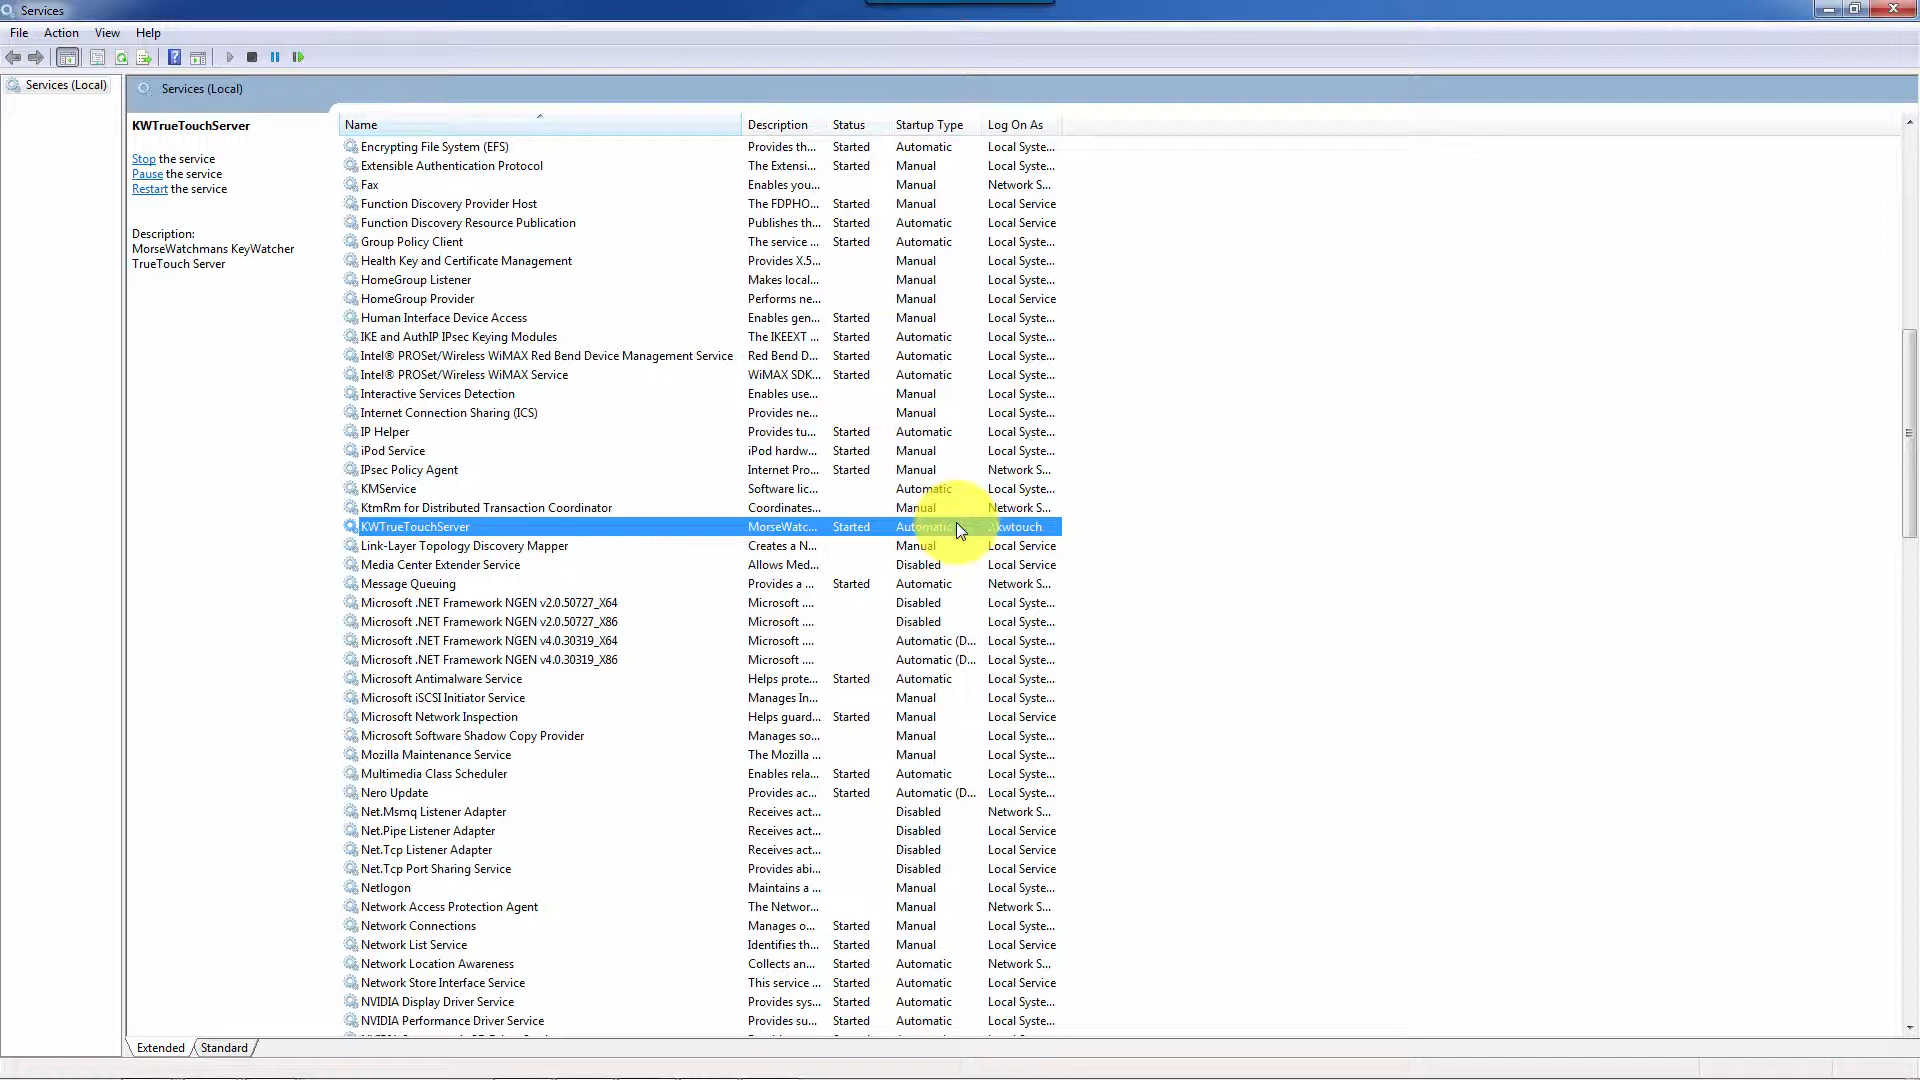 Services
File Action View Help
Services (Local)
Services (Local)
KWTrueTouchServer
Stop the service
Pause the service
Restart the service
Description:
MorseWatchmans KeyWatcher
TrueTouch Server
Name Description Status Startup Type Log On As
Encrypting File System (EFS) Provides th... Started Automatic Local Syste...
Extensible Authentication Protocol The Extensi... Started Manual Local Syste...
Fax Enables you... Manual Network S...
Function Discovery Provider Host The FDPHO... Started Manual Local Service
Function Discovery Resource Publication Publishes th... Started Automatic Local Service
Group Policy Client The service ... Started Automatic Local Syste...
Health Key and Certificate Management Provides X.5... Manual Local Syste...
HomeGroup Listener Makes local... Manual Local Syste...
HomeGroup Provider Performs ne... Manual Local Service
Human Interface Device Access Enables gen... Started Manual Local Syste...
IKE and AuthIP IPsec Keying Modules The IKEEXT ... Started Automatic Local Syste...
Intel® PROSet/Wireless WiMAX Red Bend Device Management Service Red Bend D... Started Automatic Local Syste...
Intel® PROSet/Wireless WiMAX Service WiMAX SDK... Started Automatic Local Syste...
Interactive Services Detection Enables use... Manual Local Syste...
Internet Connection Sharing (ICS) Provides ne... Manual Local Syste...
IP Helper Provides tu... Started Automatic Local Syste...
iPod Service iPod hardw... Started Manual Local Syste...
IPsec Policy Agent Internet Pro... Started Manual Network S...
KMService Software lic... Automatic Local Syste...
KtmRm for Distributed Transaction Coordinator Coordinates... Manual Network S...
KWTrueTouchServer MorseWatc... Started Automatic .\kwtouch
Link-Layer Topology Discovery Mapper Creates a N... Manual Local Service
Media Center Extender Service Allows Med... Disabled Local Service
Message Queuing Provides a ... Started Automatic Network S...
Microsoft .NET Framework NGEN v2.0.50727_X64 Microsoft .... Disabled Local Syste...
Microsoft .NET Framework NGEN v2.0.50727_X86 Microsoft .... Disabled Local Syste...
Microsoft .NET Framework NGEN v4.0.30319_X64 Microsoft .... Automatic (D... Local Syste...
Microsoft .NET Framework NGEN v4.0.30319_X86 Microsoft .... Automatic (D... Local Syste...
Microsoft Antimalware Service Helps prote... Started Automatic Local Syste...
Microsoft iSCSI Initiator Service Manages In... Manual Local Syste...
Microsoft Network Inspection Helps guard... Started Manual Local Service
Microsoft Software Shadow Copy Provider Manages so... Manual Local Syste...
Mozilla Maintenance Service The Mozilla ... Manual Local Syste...
Multimedia Class Scheduler Enables rela... Started Automatic Local Syste...
Nero Update Provides ac... Started Automatic (D... Local Syste...
Net.Msmq Listener Adapter Receives act... Disabled Network S...
Net.Pipe Listener Adapter Receives act... Disabled Local Service
Net.Tcp Listener Adapter Receives act... Disabled Local Service
Net.Tcp Port Sharing Service Provides abi... Disabled Local Service
Netlogon Maintains a ... Manual Local Syste...
Network Access Protection Agent The Networ... Manual Network S...
Network Connections Manages o... Started Manual Local Syste...
Network List Service Identifies th... Started Manual Local Service
Network Location Awareness Collects an... Started Automatic Network S...
Network Store Interface Service This service ... Started Automatic Local Service
NVIDIA Display Driver Service Provides sys... Started Automatic Local Syste...
NVIDIA Performance Driver Service Provides su... Started Automatic Local Syste...
Extended Standard